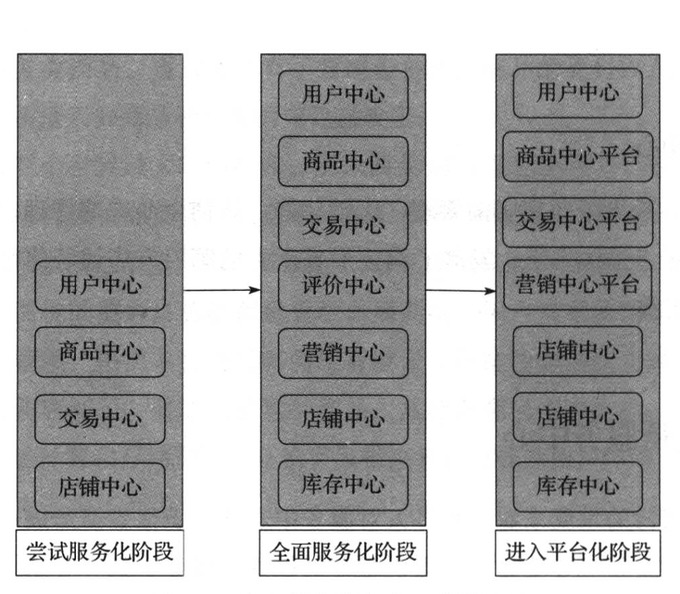 用户中心
商品中心
交易中心
店铺中心
尝试服务化阶段
用户中心
商品中心
交易中心
评价中心
营销中心
店铺中心
库存中心
全面服务化阶段
用户中心
商品中心平台
交易中心平台
营销中心平台
店铺中心
店铺中心
库存中心
进入平台化阶段